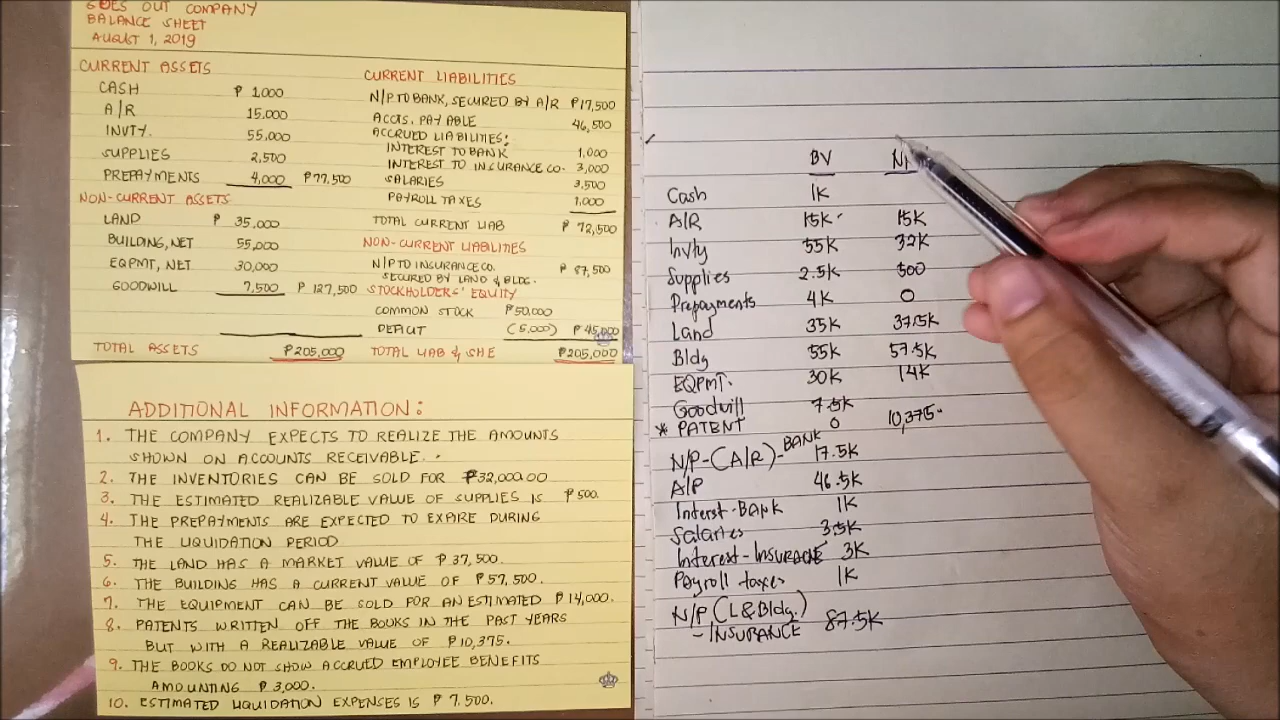 GOES OUT COMPANY
BALANCE SHEET
AUGUST 1, 2019
CURRENT ASSETS
CASH ₱ 1,000
A/R 15,000
INVTY. 55,000
SUPPLIES 2,500
PREPAYMENTS 4,000 ₱77,500
NON-CURRENT ASSETS
LAND ₱ 35,000
BUILDING, NET 55,000
EQPMT, NET 30,000
GOODWILL 7,500 ₱ 127,500
TOTAL ASSETS ₱205,000
CURRENT LIABILITIES
N/P TO BANK, SECURED BY A/R ₱17,500
ACCTS. PAYABLE 46,500
ACCRUED LIABILITIES:
INTEREST TO BANK 1,000
INTEREST TO INSURANCE CO. 3,000
SALARIES 3,500
PAYROLL TAXES 1,000
TOTAL CURRENT LIAB ₱ 72,500
NON-CURRENT LIABILITIES
N/P TO INSURANCE CO. ₱ 87,500
SECURED BY LAND & BLDG.
STOCKHOLDERS' EQUITY
COMMON STOCK ₱50,000
DEFICIT (5,000) ₱45,000
TOTAL LIAB & SHE ₱205,000
ADDITIONAL INFORMATION:
1. THE COMPANY EXPECTS TO REALIZE THE AMOUNTS
SHOWN ON ACCOUNTS RECEIVABLE.
2. THE INVENTORIES CAN BE SOLD FOR ₱32,000.00
3. THE ESTIMATED REALIZABLE VALUE OF SUPPLIES IS ₱500.
4. THE PREPAYMENTS ARE EXPECTED TO EXPIRE DURING
THE LIQUIDATION PERIOD
5. THE LAND HAS A MARKET VALUE OF ₱ 37,500.
6. THE BUILDING HAS A CURRENT VALUE OF ₱57,500.
7. THE EQUIPMENT CAN BE SOLD FOR AN ESTIMATED ₱14,000.
8. PATENTS WRITTEN OFF THE BOOKS IN THE PAST YEARS
BUT WITH A REALIZABLE VALUE OF ₱10,375.
9. THE BOOKS DO NOT SHOW ACCRUED EMPLOYEE BENEFITS
AMOUNTING ₱ 3,000.
10. ESTIMATED LIQUIDATION EXPENSES IS ₱ 7,500.
BV
Cash 1K
A/R 15K 15K
Invty 55K 32K
Supplies 2.5K 500
Prepayments 4K 0
Land 35K 37.5K
Bldg 55K 57.5K
EQPMT. 30K 14K
Goodwill 7.5K
* PATENT 0 10,375
N/P-(A/R)-BANK 17.5K
A/P 46.5K
Interst-BANK 1K
Salaries 3.5K
Interest-Insurance 3K
Payroll taxes 1K
N/P (L&Bldg.) 87.5K
-INSURANCE